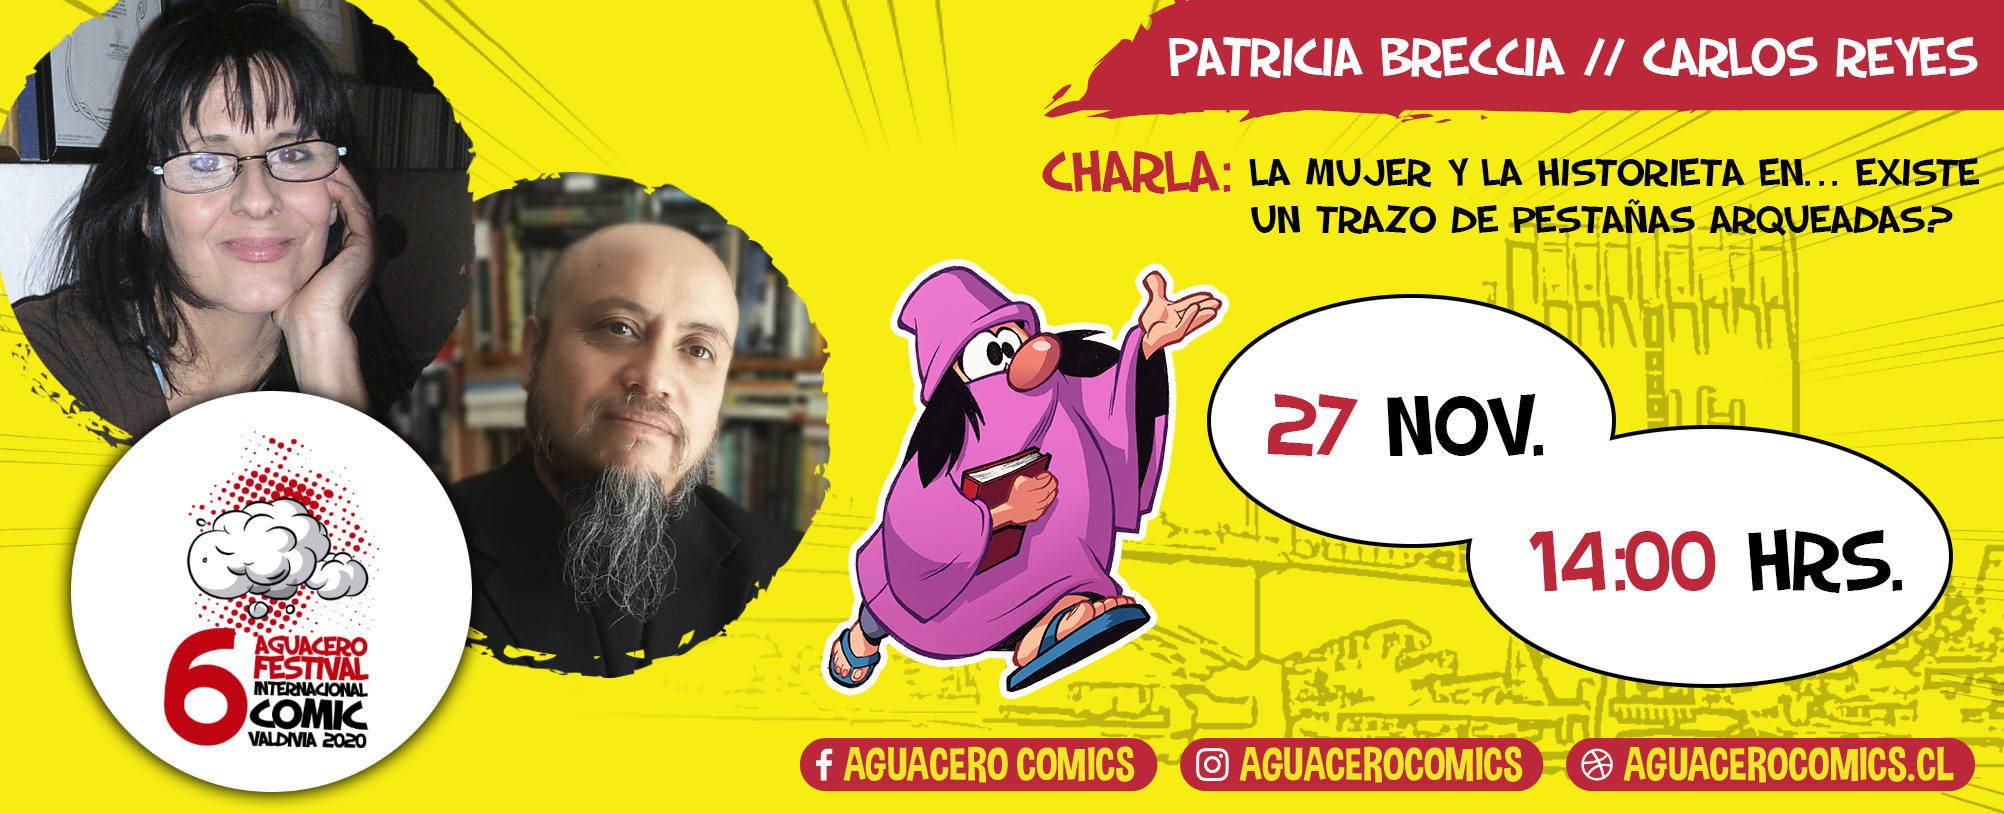 PATRICIA BRECCIA // CARLOS REYES
CHARLA: LA MUJER Y LA HISTORIETA EN... EXISTE
UN TRAZO DE PESTAÑAS ARQUEADAS?
27 NOV.
14:00 HRS.
6 AGUACERO
FESTIVAL
INTERNACIONAL
COMIC
VALDIVIA 2020
AGUACERO COMICS
AGUACEROCOMICS
AGUACEROCOMICS.CL